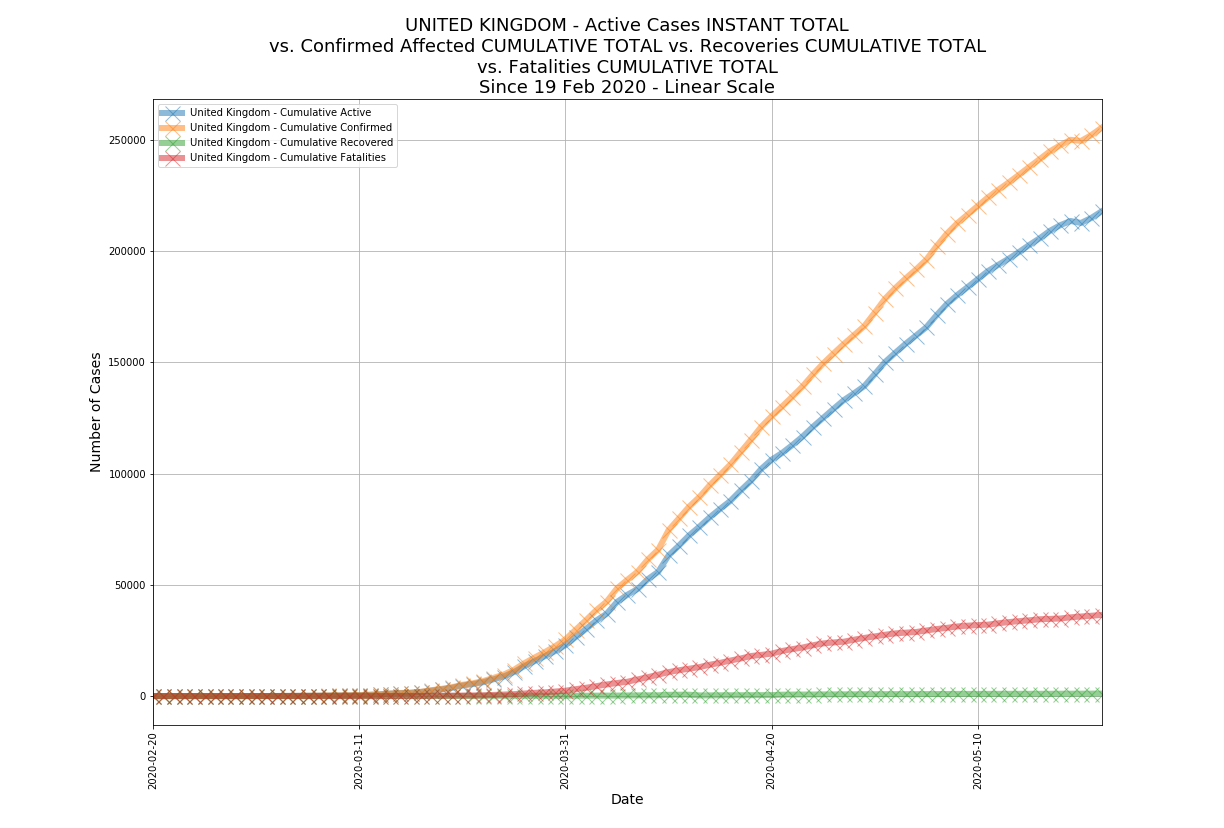 UNITED KINGDOM - Active Cases INSTANT TOTAL
vs. Confirmed Affected CUMULATIVE TOTAL vs. Recoveries CUMULATIVE TOTAL
vs. Fatalities CUMULATIVE TOTAL
Since 19 Feb 2020 - Linear Scale
United Kingdom - Cumulative Active
United Kingdom - Cumulative Confirmed
United Kingdom - Cumulative Recovered
United Kingdom - Cumulative Fatalities
250000
200000
150000
100000
50000
0
Number of Cases
2020-02-20
2020-03-11
2020-03-31
2020-04-20
2020-05-10
Date